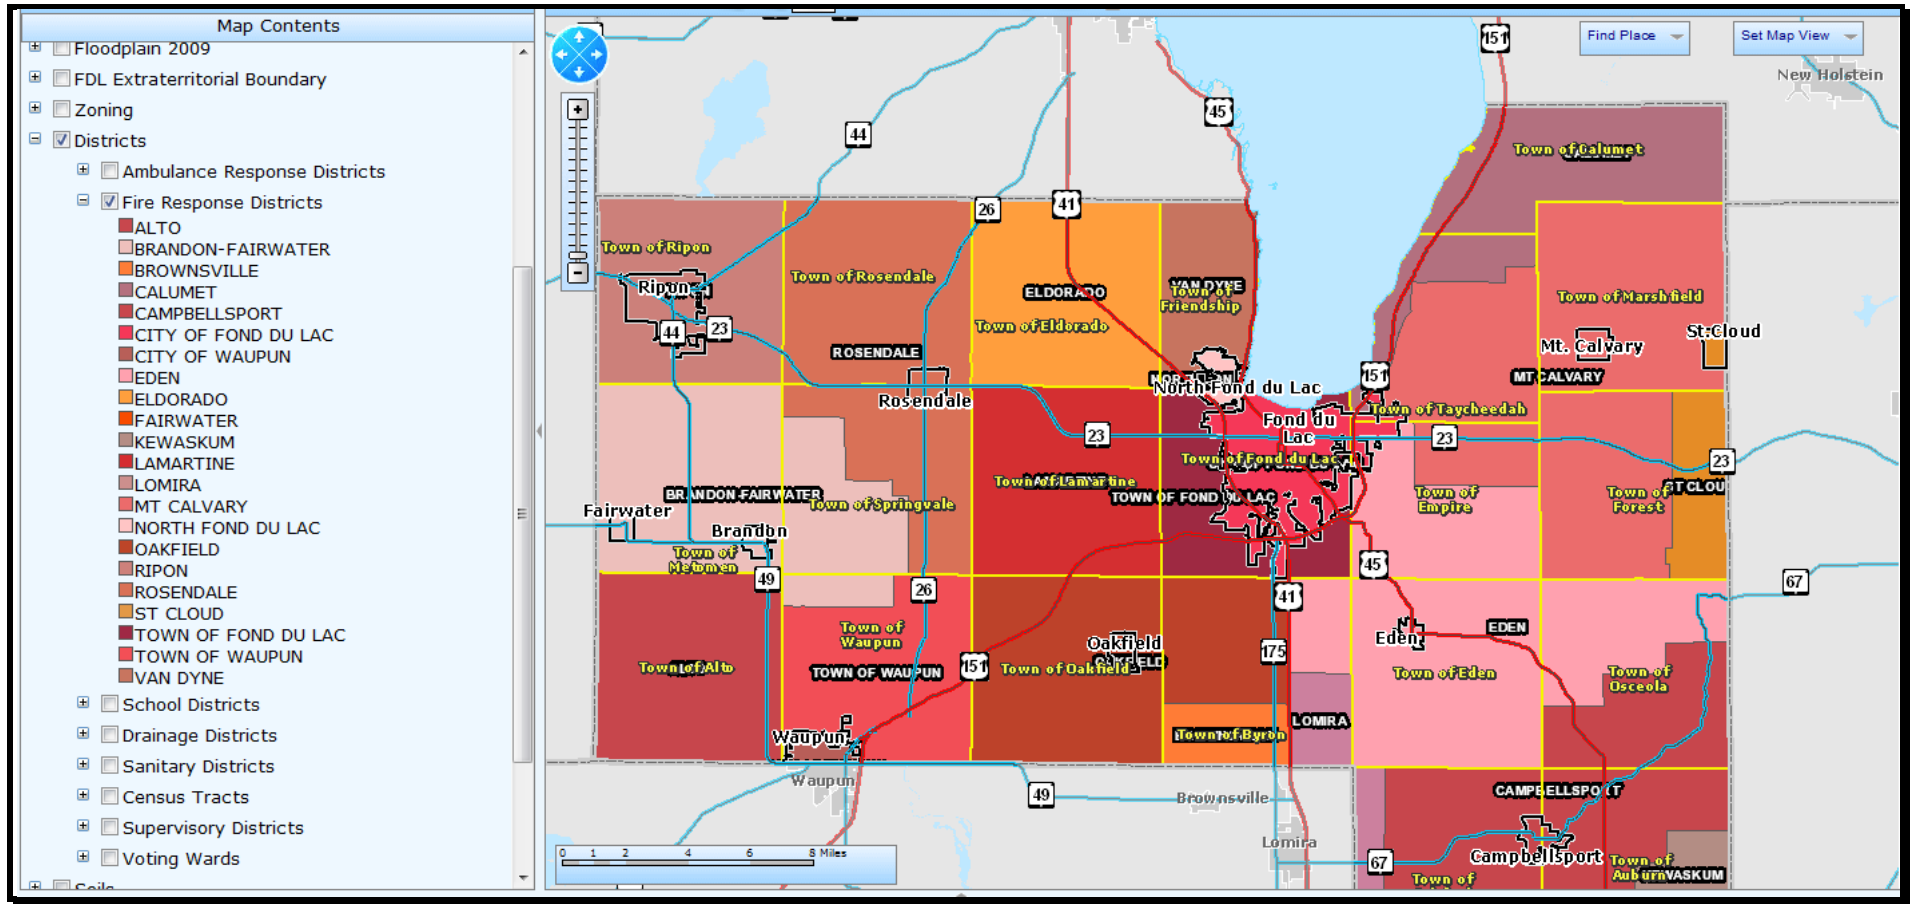 Map Contents
Floodplain 2009
FDL Extraterritorial Boundary
Zoning
Districts
Ambulance Response Districts
Fire Response Districts
ALTO
BRANDON-FAIRWATER
BROWNSVILLE
CALUMET
CAMPBELLSPORT
CITY OF FOND DU LAC
CITY OF WAUPUN
EDEN
ELDORADO
FAIRWATER
KEWASKUM
LAMARTINE
LOMIRA
MT CALVARY
NORTH FOND DU LAC
OAKFIELD
RIPON
ROSENDALE
ST CLOUD
TOWN OF FOND DU LAC
TOWN OF WAUPUN
VAN DYNE
School Districts
Drainage Districts
Sanitary Districts
Census Tracts
Supervisory Districts
Voting Wards
Soils
Find Place
Set Map View
151
New Holstein
45
44
Town of Calumet
26
41
Town of Ripon
Town of Rosendale
Ripon
ELDORADO
Town of Eldorado
VAN DYNE
Town of
Friendship
Town of Marshfield
44
23
ROSENDALE
Rosendale
St. Cloud
Mt. Calvary
MT CALVARY
151
North Fond du Lac
Town of Taycheedah
Fond du
Lac
23
23
23
Town of Fond du Lac
Town of Lamartine
TOWN OF FOND DU LAC
BRANDON-FAIRWATER
Town of Springvale
Town of
Empire
Town of
Forest
ST CLOU
Fairwater
Brandon
Town of
Metomen
49
26
45
67
41
Town of
Waupun
TOWN OF WAUPUN
Town of Alto
151
Oakfield
OAKFIELD
Town of Oakfield
175
Eden
EDEN
Town of Eden
Town of
Osceola
LOMIRA
Town of Byron
Waupun
Waupun
49
Brownsville
Lomira
CAMPBELLSPORT
Campbellsport
67
Town of
Auburn
WASKUM
Town of
0 1 2 4 6 8 Miles